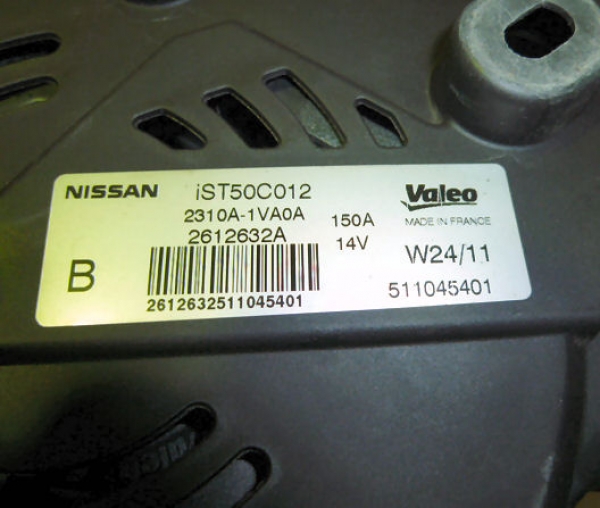 NISSAN iST50C012 Valeo
2310A-1VA0A 150A MADE IN FRANCE
2612632A 14V
B W24/11
2612632511045401 511045401